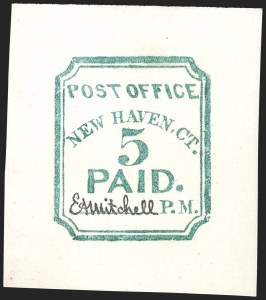 POST OFFICE
NEW HAVEN, CT.
5
PAID.
E A Mitchell P. M.